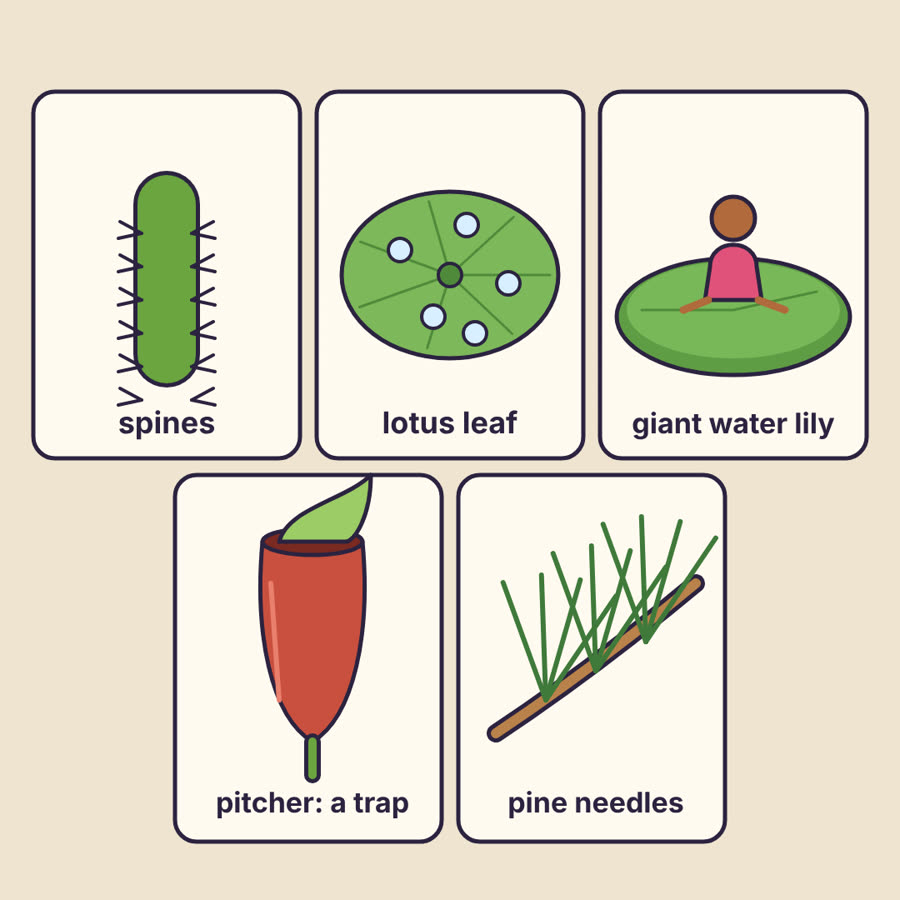 spines
lotus leaf
giant water lily
pitcher: a trap
pine needles